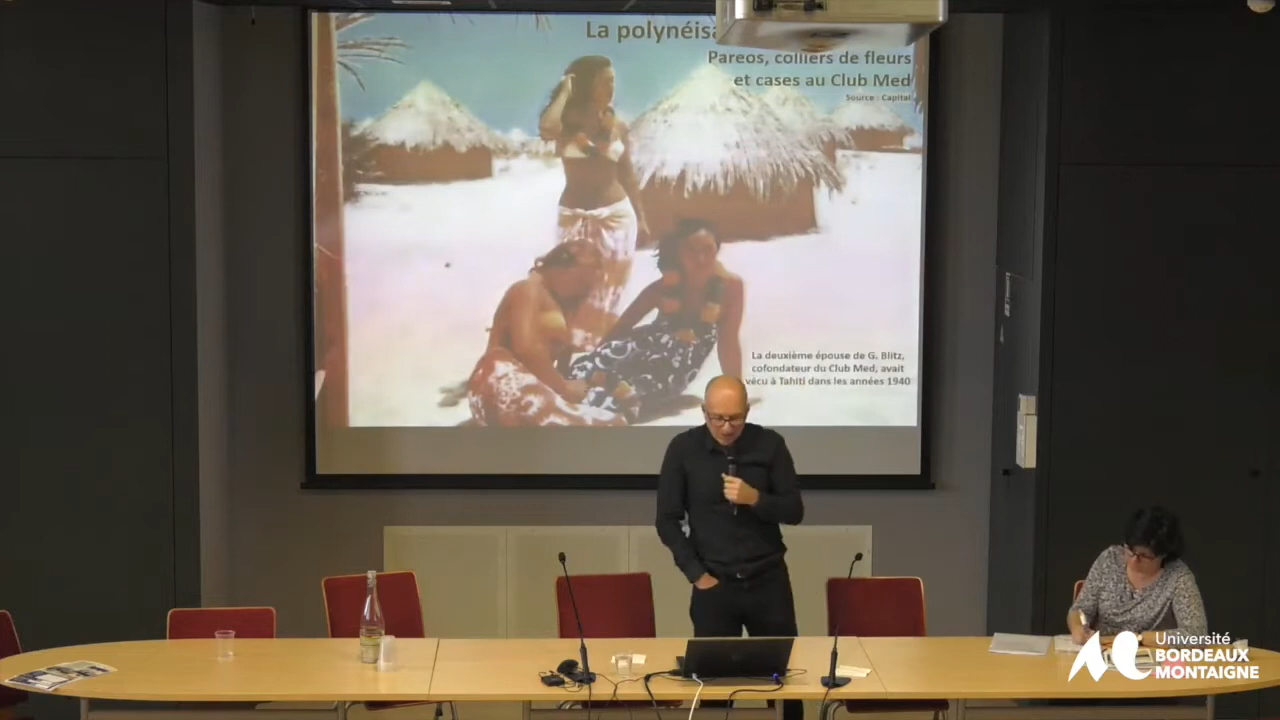 La polynéisa
Pareos, colliers de fleurs
et cases au Club Med
Source : Capital
La deuxième épouse de G. Blitz,
cofondateur du Club Med, avait
vécu à Tahiti dans les années 1940
Université
BORDEAUX
MONTAIGNE